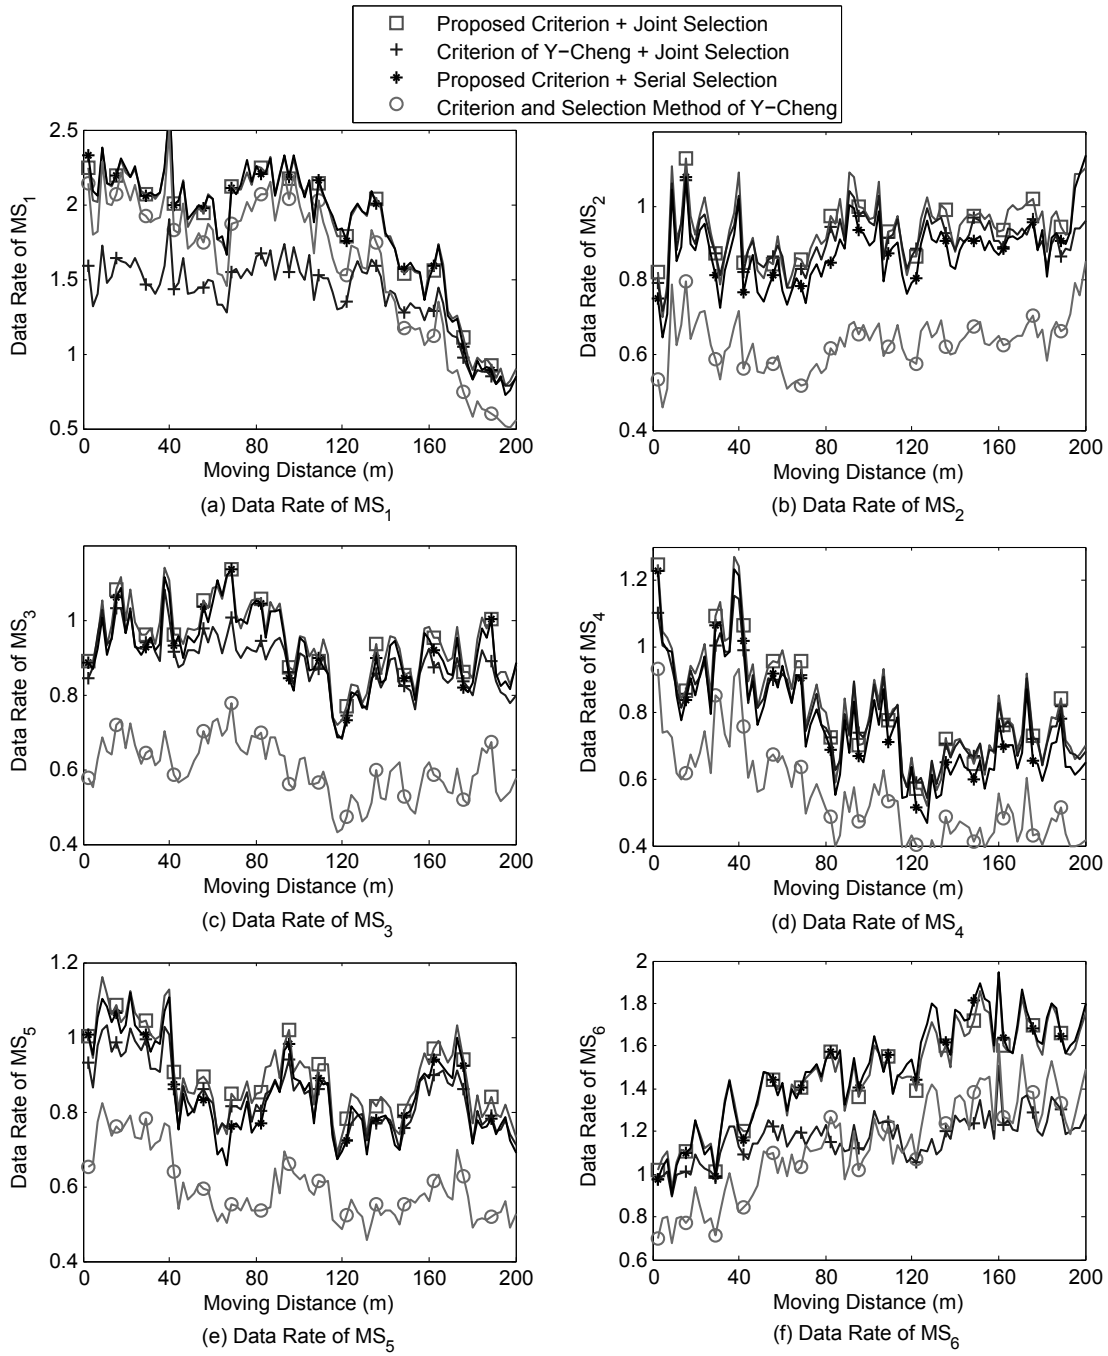 Proposed Criterion + Joint Selection
Criterion of Y−Cheng + Joint Selection
Proposed Criterion + Serial Selection
Criterion and Selection Method of Y−Cheng
2.5
2
1.5
1
0.5
0 40 80 120 160 200
Data Rate of MS1
Moving Distance (m)
(a) Data Rate of MS1
1
0.8
0.6
0.4
0 40 80 120 160 200
Data Rate of MS2
Moving Distance (m)
(b) Data Rate of MS2
1
0.8
0.6
0.4
0 40 80 120 160 200
Data Rate of MS3
Moving Distance (m)
(c) Data Rate of MS3
1.2
1
0.8
0.6
0.4
0 40 80 120 160 200
Data Rate of MS4
Moving Distance (m)
(d) Data Rate of MS4
1.2
1
0.8
0.6
0.4
0 40 80 120 160 200
Data Rate of MS5
Moving Distance (m)
(e) Data Rate of MS5
2
1.8
1.6
1.4
1.2
1
0.8
0.6
0 40 80 120 160 200
Data Rate of MS6
Moving Distance (m)
(f) Data Rate of MS6